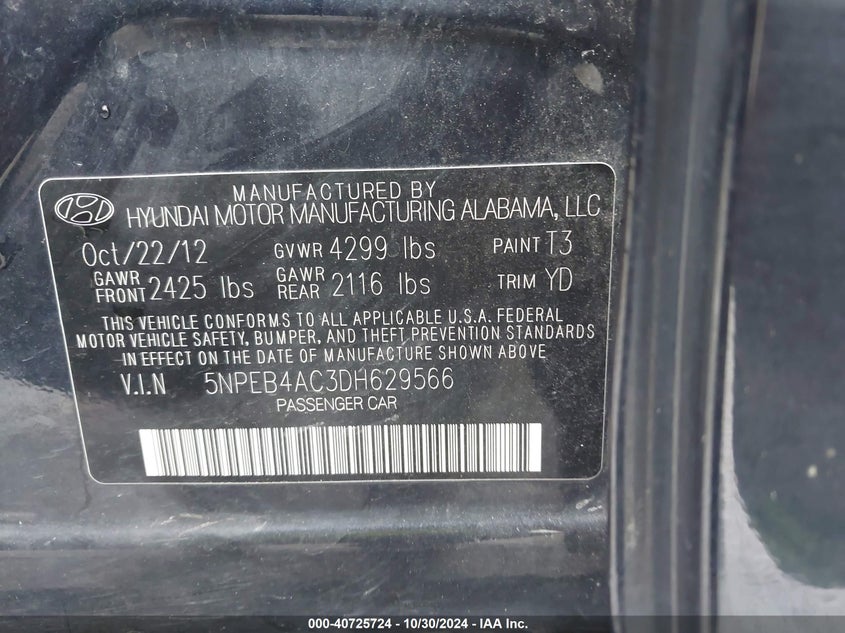 MANUFACTURED BY
HYUNDAI MOTOR MANUFACTURING ALABAMA, LLC
Oct/22/12 GVWR 4299 lbs PAINT T3
GAWR FRONT 2425 lbs GAWR REAR 2116 lbs TRIM YD
THIS VEHICLE CONFORMS TO ALL APPLICABLE U.S.A. FEDERAL
MOTOR VEHICLE SAFETY, BUMPER, AND THEFT PREVENTION STANDARDS
IN EFFECT ON THE DATE OF MANUFACTURE SHOWN ABOVE
V.I.N 5NPEB4AC3DH629566
PASSENGER CAR
000-40725724 - 10/30/2024 - IAA Inc.